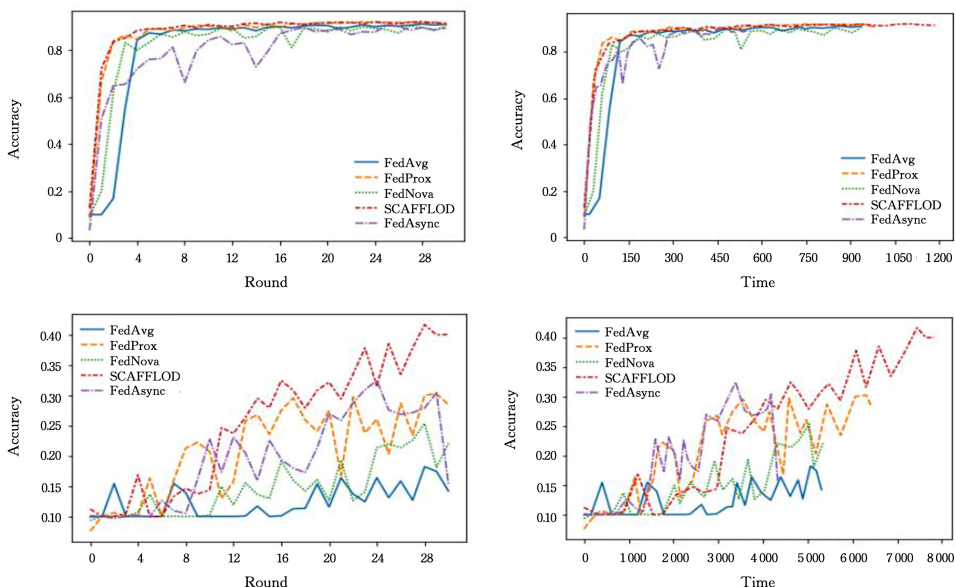 Accuracy
0.8
0.6
0.4
0.2
0
FedAvg
FedProx
FedNova
SCAFFLOD
FedAsync
0 4 8 12 16 20 24 28
Round
Accuracy
0.8
0.6
0.4
0.2
0
FedAvg
FedProx
FedNova
SCAFFLOD
FedAsync
0 150 300 450 600 750 900 1 050 1 200
Time
Accuracy
0.40
0.35
0.30
0.25
0.20
0.15
0.10
FedAvg
FedProx
FedNova
SCAFFLOD
FedAsync
0 4 8 12 16 20 24 28
Round
Accuracy
0.40
0.35
0.30
0.25
0.20
0.15
0.10
FedAvg
FedProx
FedNova
SCAFFLOD
FedAsync
0 1 000 2 000 3 000 4 000 5 000 6 000 7 000 8 000
Time